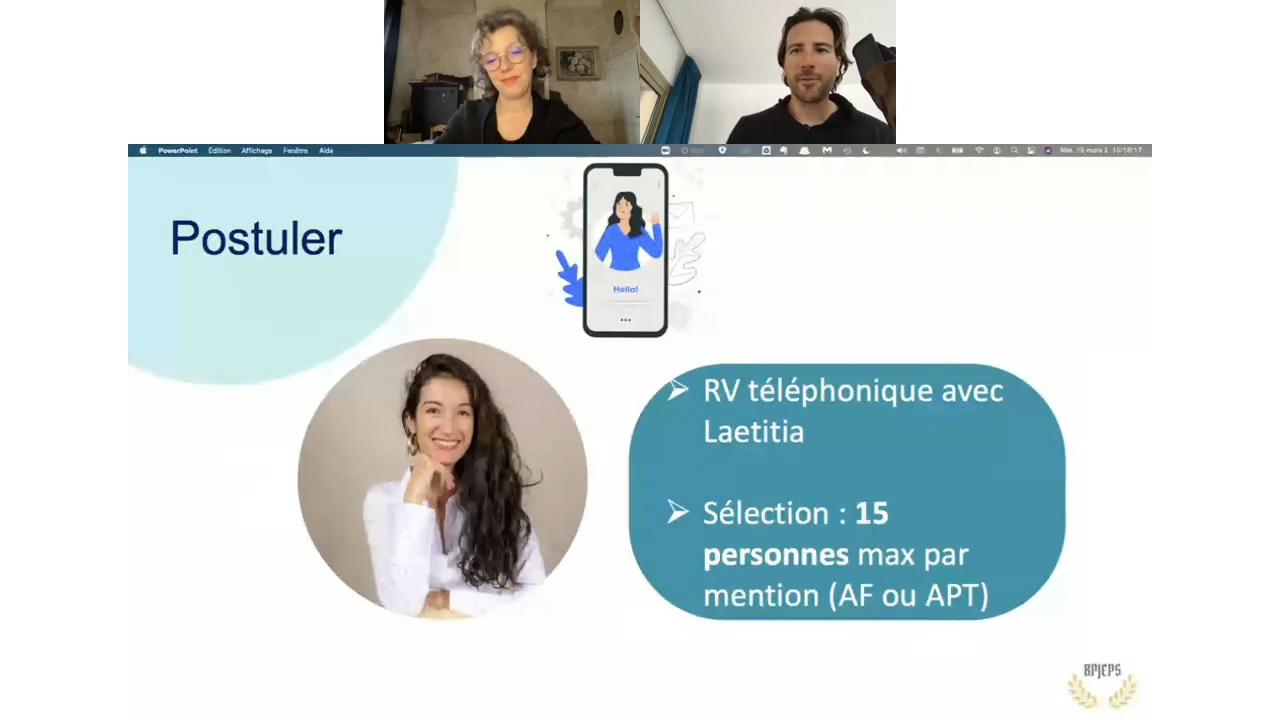 PowerPoint Édition Affichage Fenêtre Aide
Postuler
Hello!
➢ RV téléphonique avec
Laetitia
➢ Sélection : 15
personnes max par
mention (AF ou APT)
BPJEPS